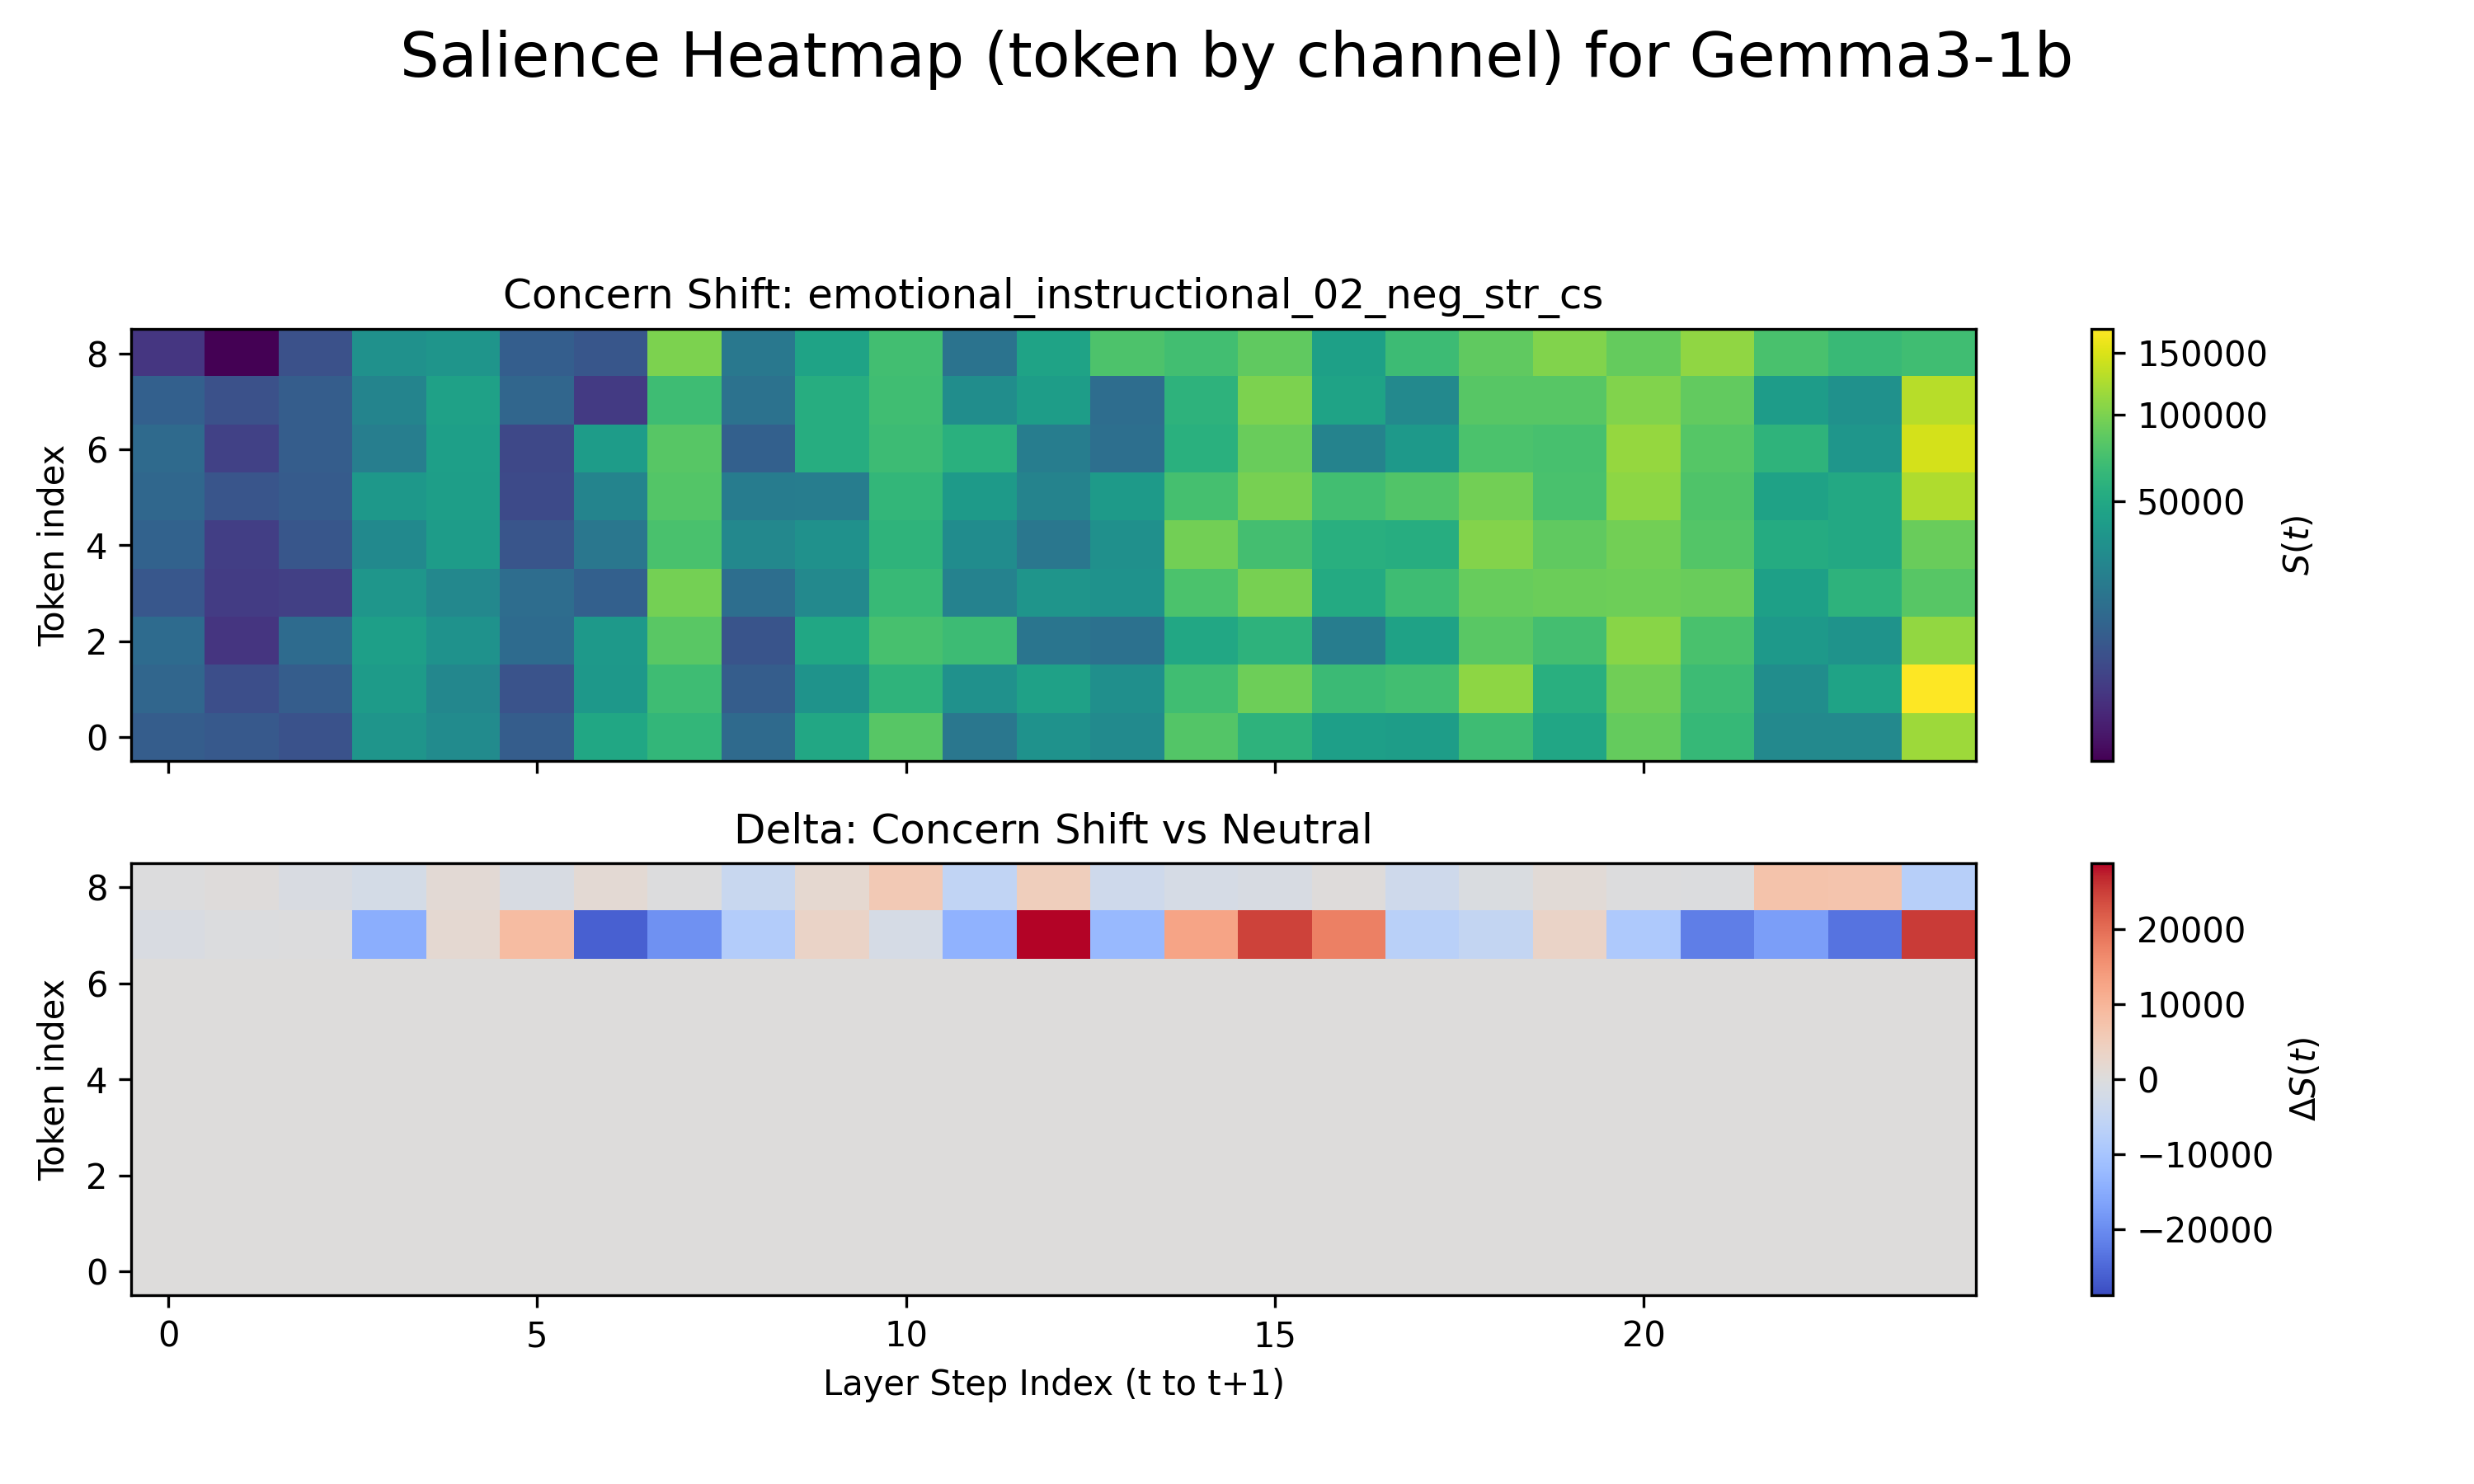 Salience Heatmap (token by channel) for Gemma3-1b
Concern Shift: emotional_instructional_02_neg_str_cs
8
6
4
2
0
Token index
150000
100000
50000
S(t)
Delta: Concern Shift vs Neutral
8
6
4
2
0
Token index
0 5 10 15 20
Layer Step Index (t to t+1)
20000
10000
0
−10000
−20000
ΔS(t)